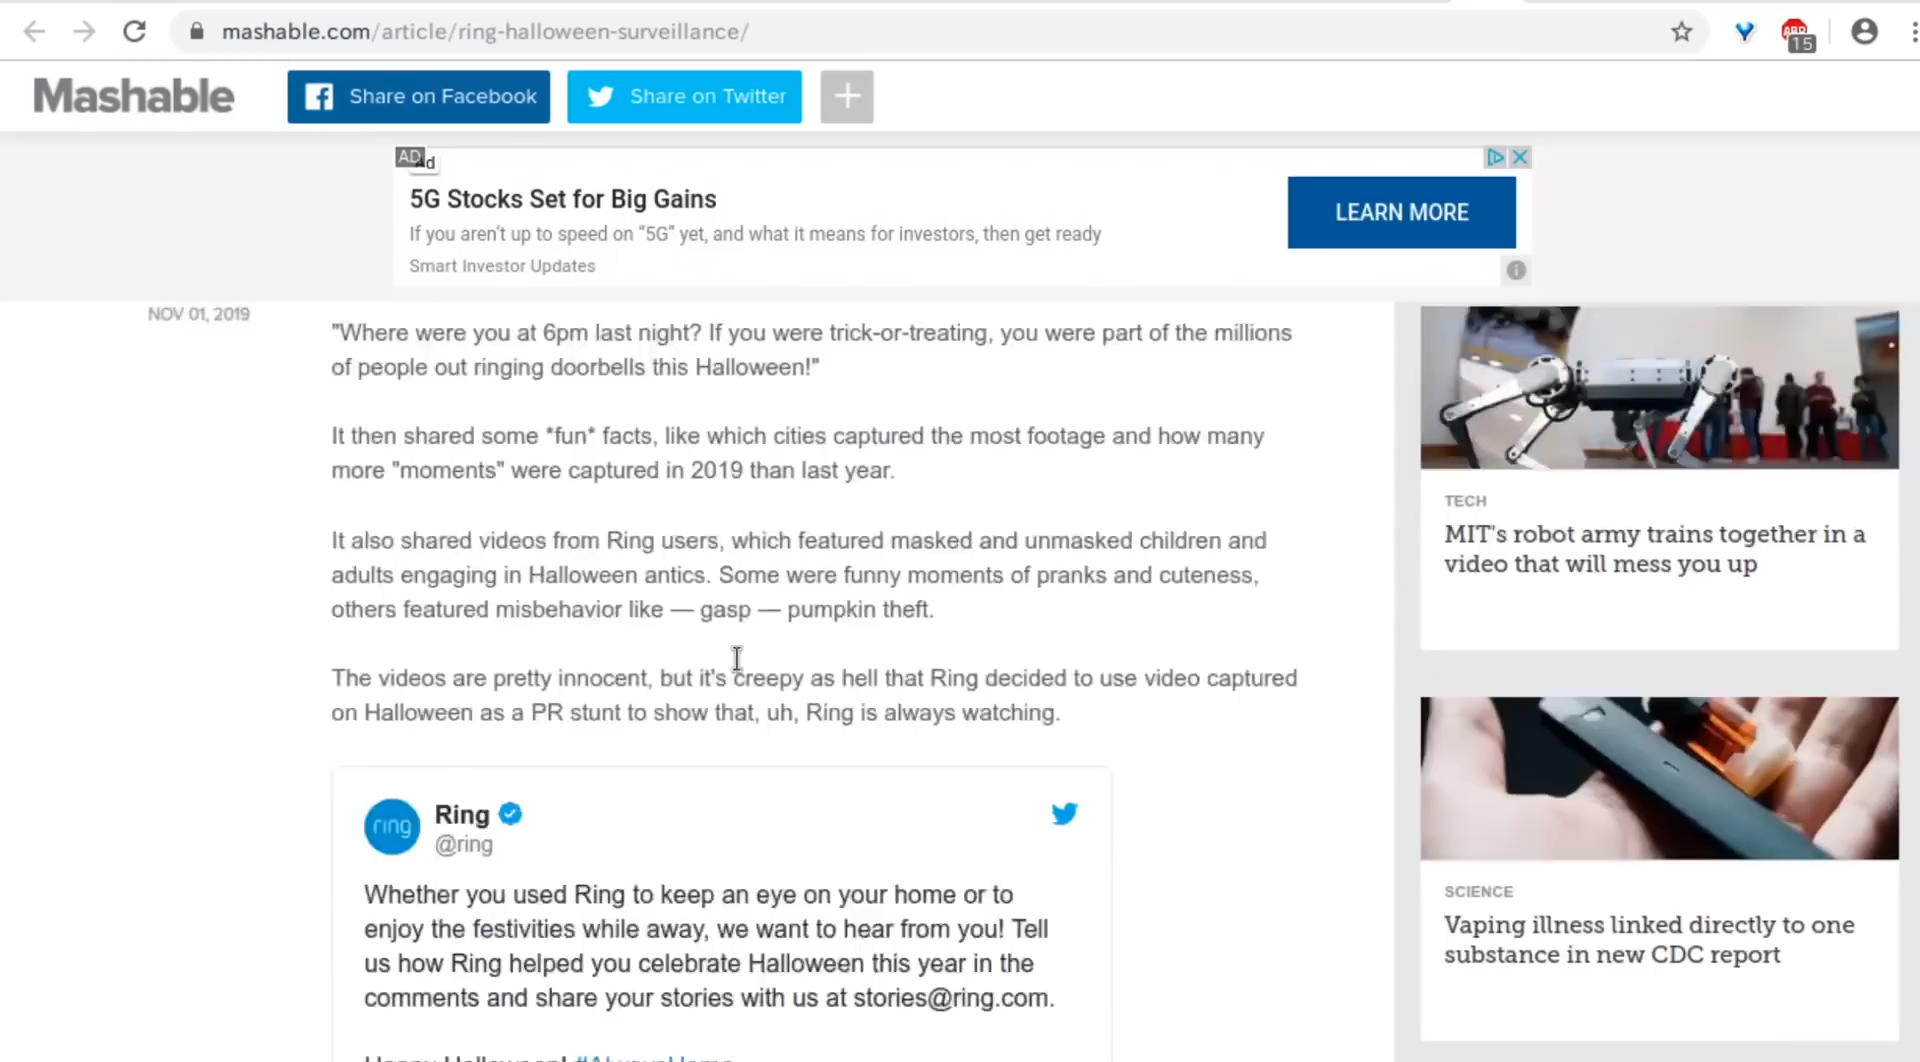 mashable.com/article/ring-halloween-surveillance/
ABP
15
Mashable
Share on Facebook
Share on Twitter
AD
Ad
5G Stocks Set for Big Gains
If you aren't up to speed on “5G” yet, and what it means for investors, then get ready
Smart Investor Updates
LEARN MORE
NOV 01, 2019
"Where were you at 6pm last night? If you were trick-or-treating, you were part of the millions
of people out ringing doorbells this Halloween!"
It then shared some *fun* facts, like which cities captured the most footage and how many
more "moments" were captured in 2019 than last year.
It also shared videos from Ring users, which featured masked and unmasked children and
adults engaging in Halloween antics. Some were funny moments of pranks and cuteness,
others featured misbehavior like — gasp — pumpkin theft.
The videos are pretty innocent, but it's creepy as hell that Ring decided to use video captured
on Halloween as a PR stunt to show that, uh, Ring is always watching.
ring
Ring
@ring
Whether you used Ring to keep an eye on your home or to
enjoy the festivities while away, we want to hear from you! Tell
us how Ring helped you celebrate Halloween this year in the
comments and share your stories with us at stories@ring.com.
Happy Halloween! #AlwaysHome
TECH
MIT's robot army trains together in a
video that will mess you up
SCIENCE
Vaping illness linked directly to one
substance in new CDC report